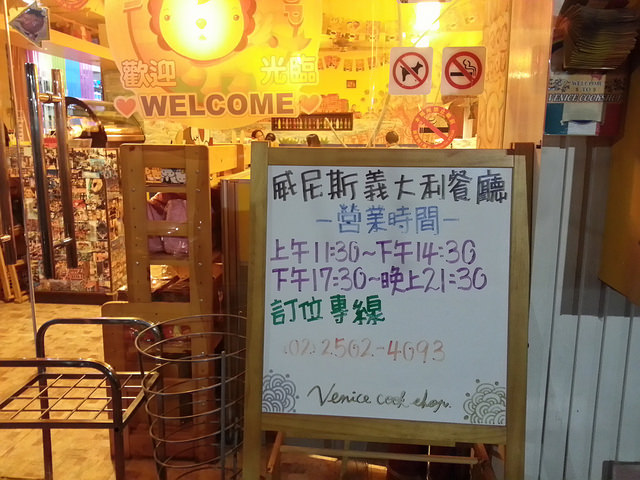 歡迎 光臨
WELCOME
VENICE COOKSHOP
威尼斯義大利餐廳
-營業時間-
上午11:30~下午14:30
下午17:30~晚上21:30
訂位專線
(02)2562-4093
Venice cook shop.